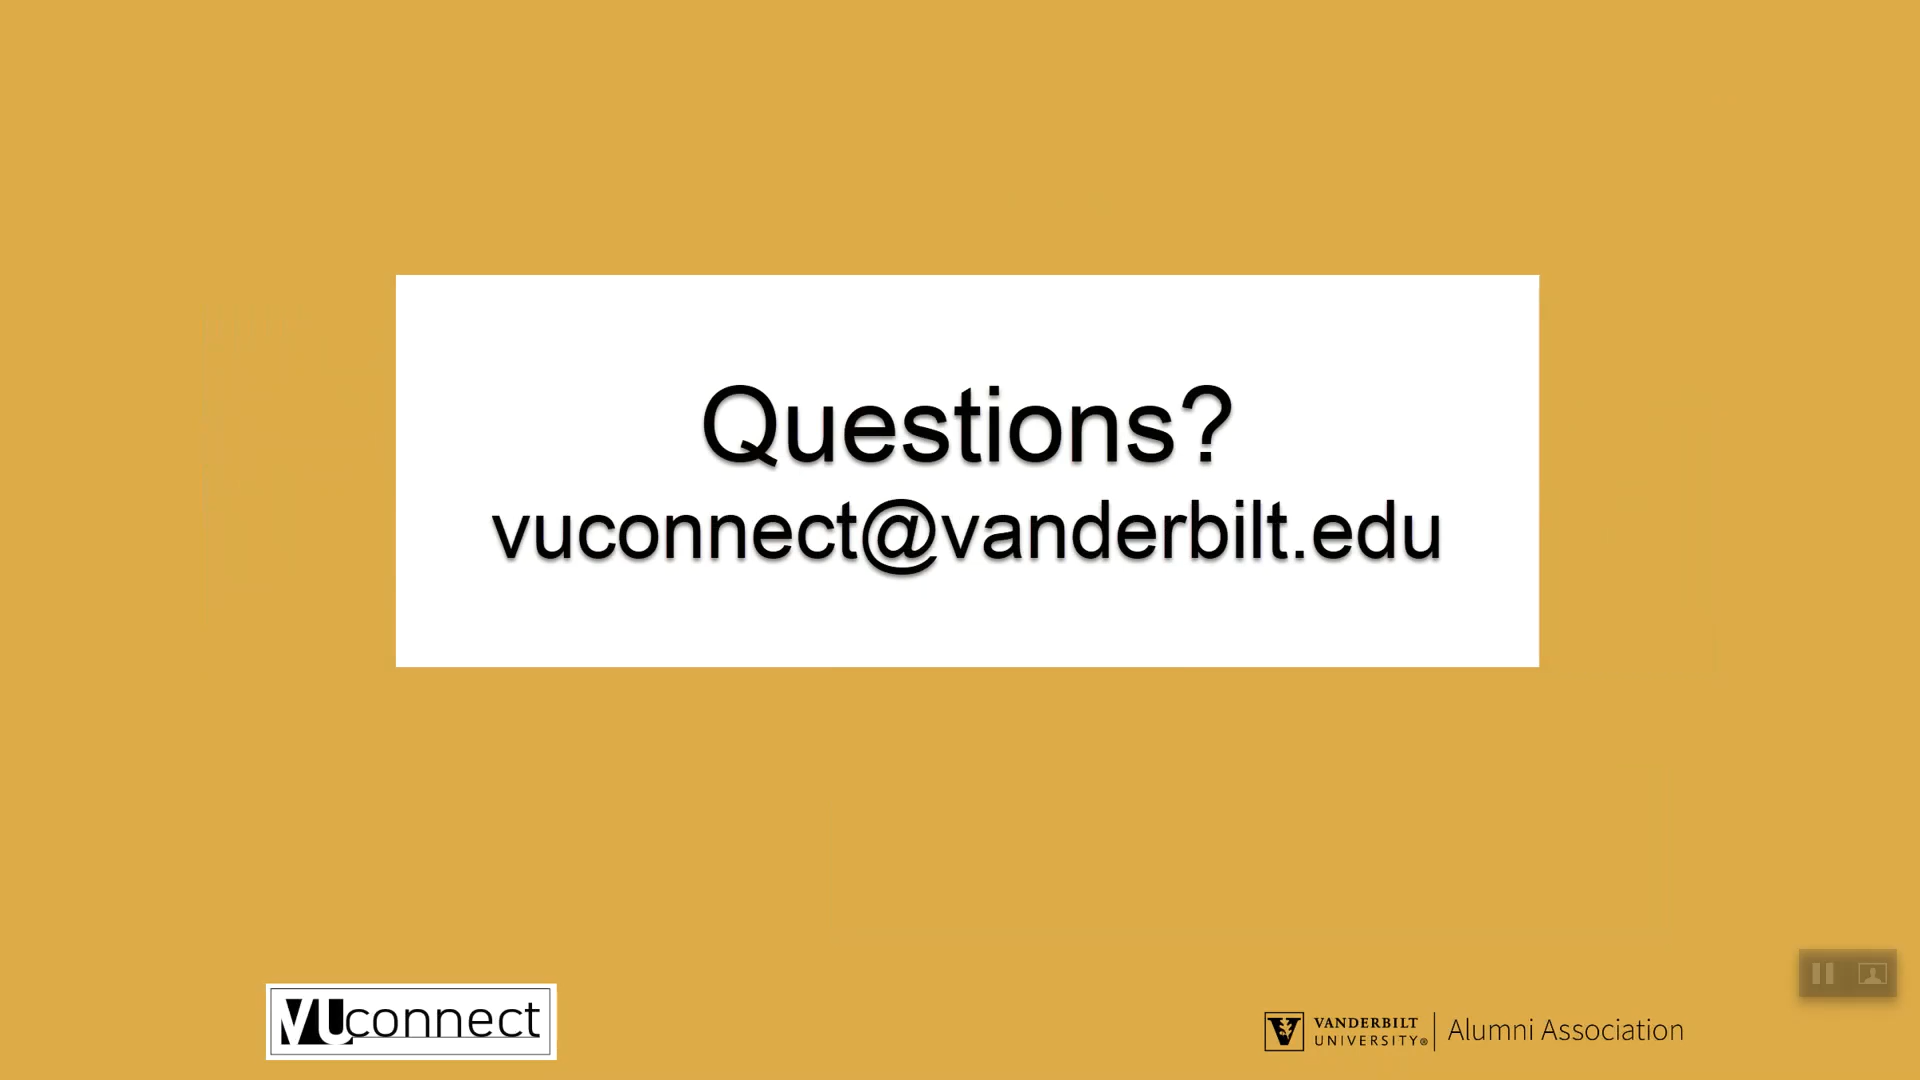 Questions?
vuconnect@vanderbilt.edu
VUconnect
V VANDERBILT
UNIVERSITY®
Alumni Association